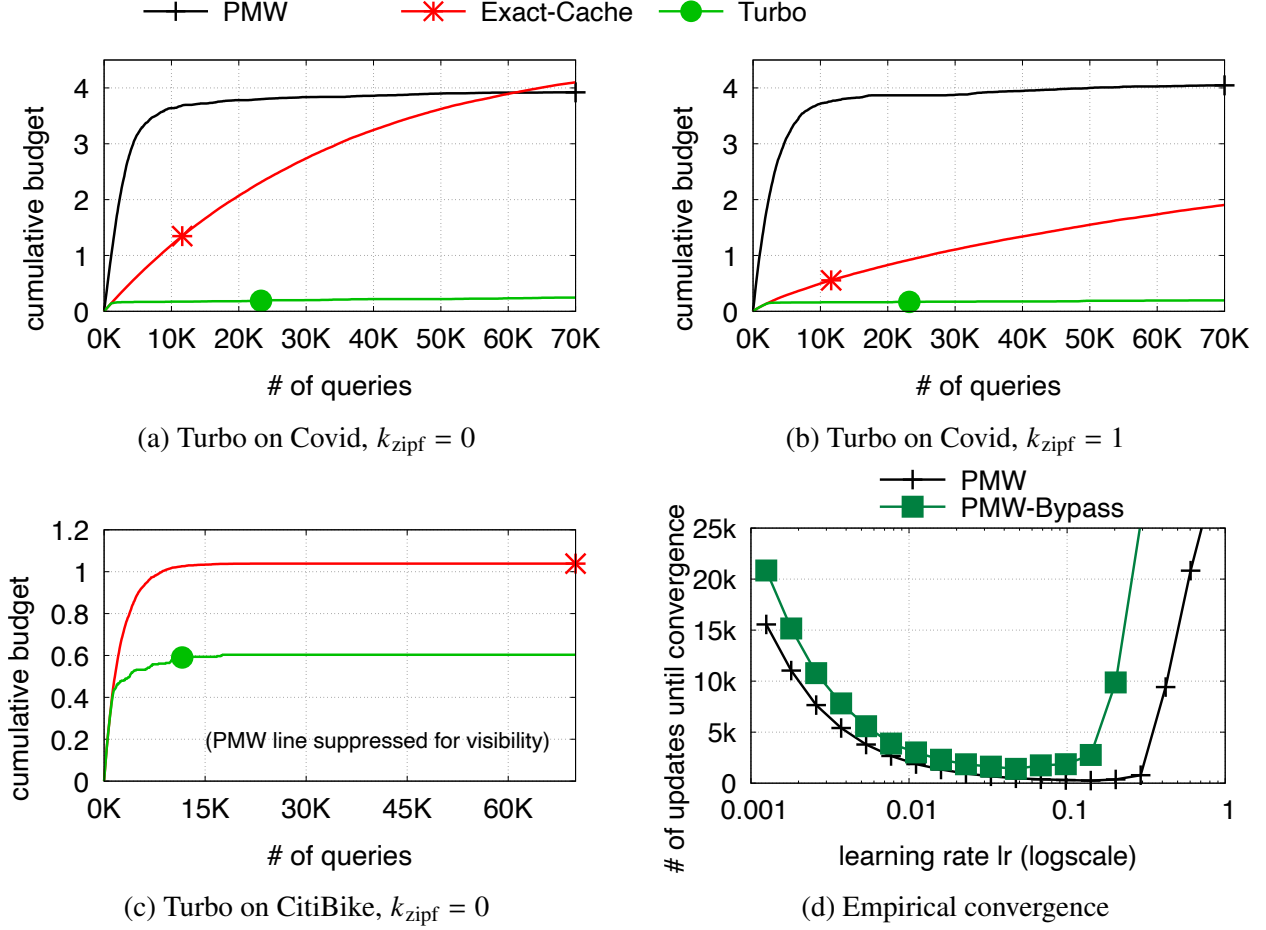 PMW Exact-Cache Turbo
cumulative budget
4
3
2
1
0
0K 10K 20K 30K 40K 50K 60K 70K
# of queries
(a) Turbo on Covid, k_zipf = 0
cumulative budget
4
3
2
1
0
0K 10K 20K 30K 40K 50K 60K 70K
# of queries
(b) Turbo on Covid, k_zipf = 1
cumulative budget
1.2
1
0.8
0.6
0.4
0.2
0
(PMW line suppressed for visibility)
0K 15K 30K 45K 60K
# of queries
(c) Turbo on CitiBike, k_zipf = 0
PMW
PMW-Bypass
# of updates until convergence
25k
20k
15k
10k
5k
0
0.001 0.01 0.1 1
learning rate lr (logscale)
(d) Empirical convergence